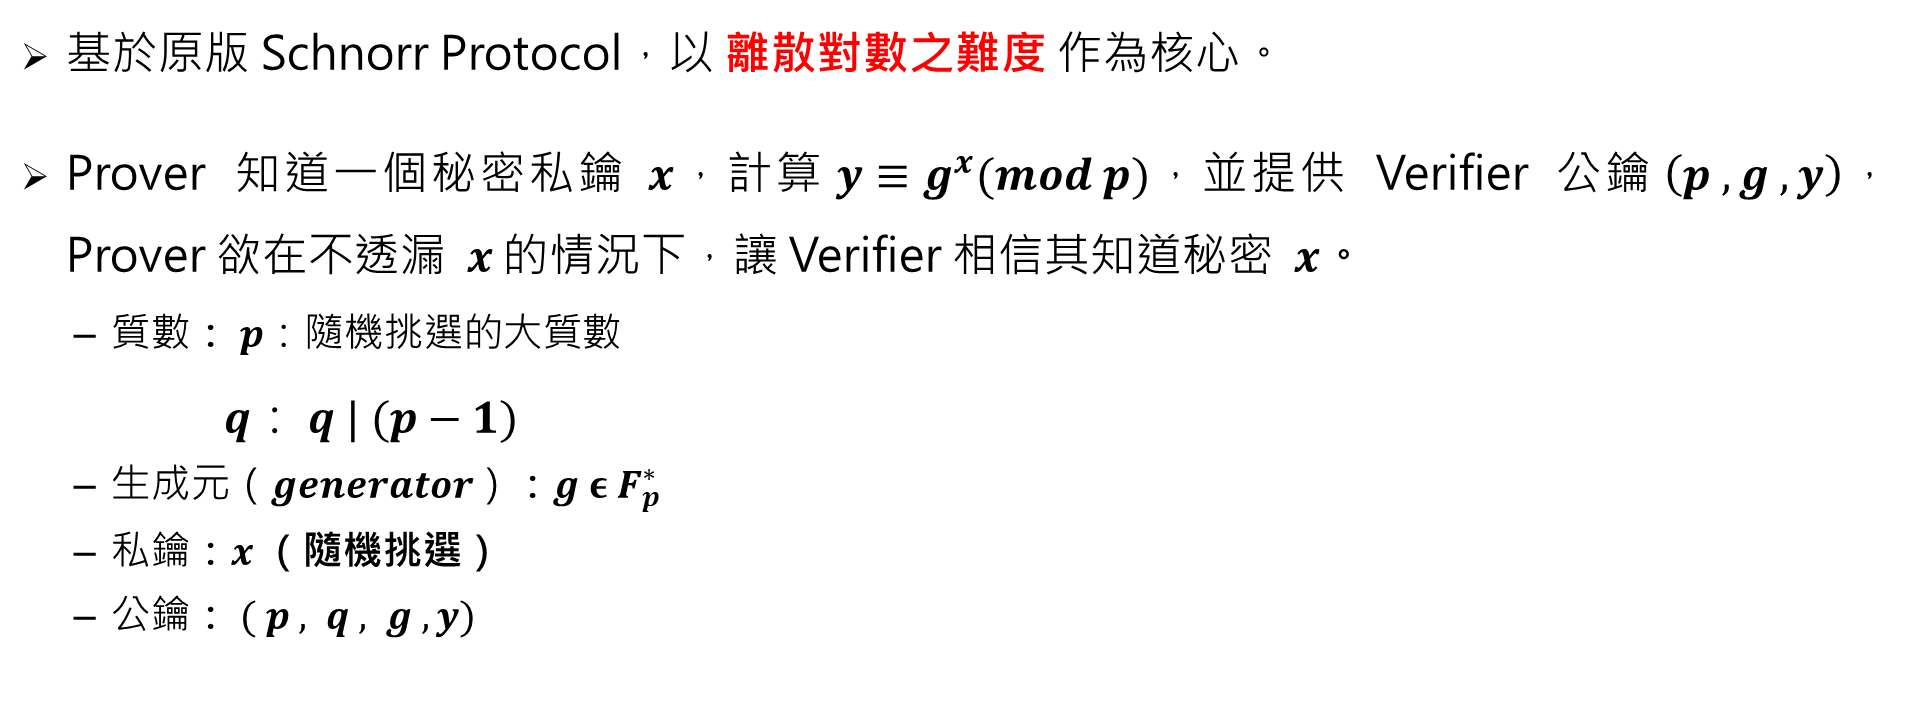 ➢ 基於原版 Schnorr Protocol，以 離散對數之難度 作為核心。
➢ Prover 知道一個秘密私鑰 x，計算 y ≡ gˣ(mod p)，並提供 Verifier 公鑰 (p , g , y)，
Prover 欲在不透漏 x 的情況下，讓 Verifier 相信其知道秘密 x。
– 質數： p：隨機挑選的大質數
q： q | (p − 1)
– 生成元（generator）：g ϵ F*ₚ
– 私鑰：x（隨機挑選）
– 公鑰：( p , q , g ,y)